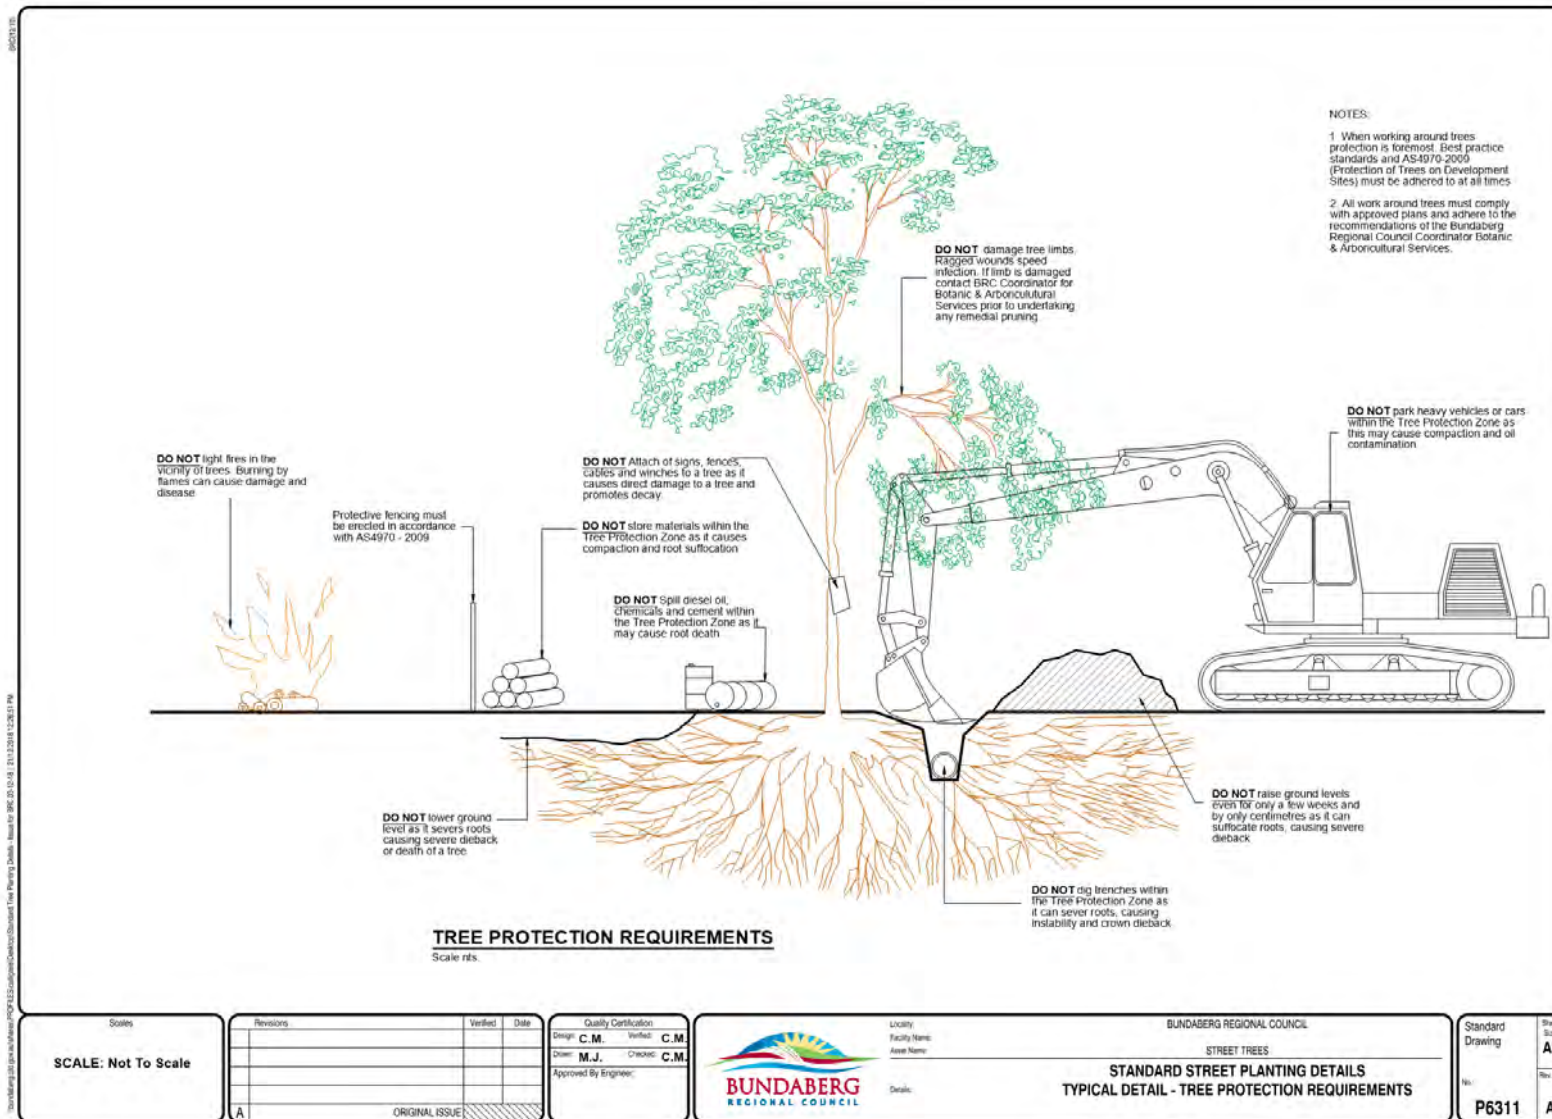 NOTES:
1 When working around trees
protection is foremost. Best practice
standards and AS4970-2009
(Protection of Trees on Development
Sites) must be adhered to at all times
2. All work around trees must comply
with approved plans and adhere to the
recommendations of the Bundaberg
Regional Council Coordinator Botanic
& Arboricultural Services.
DO NOT damage tree limbs.
Ragged wounds speed
infection. If limb is damaged
contact BRC Coordinator for
Botanic & Arboriculutural
Services prior to undertaking
any remedial pruning
DO NOT park heavy vehicles or cars
within the Tree Protection Zone as
this may cause compaction and oil
contamination
DO NOT light fires in the
vicinity of trees. Burning by
flames can cause damage and
disease
Protective fencing must
be erected in accordance
with AS4970 - 2009
DO NOT Attach of signs, fences,
cables and winches to a tree as it
causes direct damage to a tree and
promotes decay
DO NOT store materials within the
Tree Protection Zone as it causes
compaction and root suffocation
DO NOT Spill diesel oil,
chemicals and cement within
the Tree Protection Zone as it
may cause root death
DO NOT lower ground
level as it severs roots
causing severe dieback
or death of a tree
DO NOT raise ground levels
even for only a few weeks and
by only centimetres as it can
suffocate roots, causing severe
dieback
DO NOT dig trenches within
the Tree Protection Zone as
it can sever roots, causing
instability and crown dieback
TREE PROTECTION REQUIREMENTS
Scale nts.
Scales
SCALE: Not To Scale
Revisions Verified Date
A ORIGINAL ISSUE
Quality Certification
Design: C.M. Verified: C.M.
Drawn: M.J. Checked: C.M.
Approved By Engineer:
BUNDABERG
REGIONAL COUNCIL
Locality: BUNDABERG REGIONAL COUNCIL
Facility Name:
Asset Name: STREET TREES
Details: STANDARD STREET PLANTING DETAILS
TYPICAL DETAIL - TREE PROTECTION REQUIREMENTS
Standard
Drawing
No.:
P6311